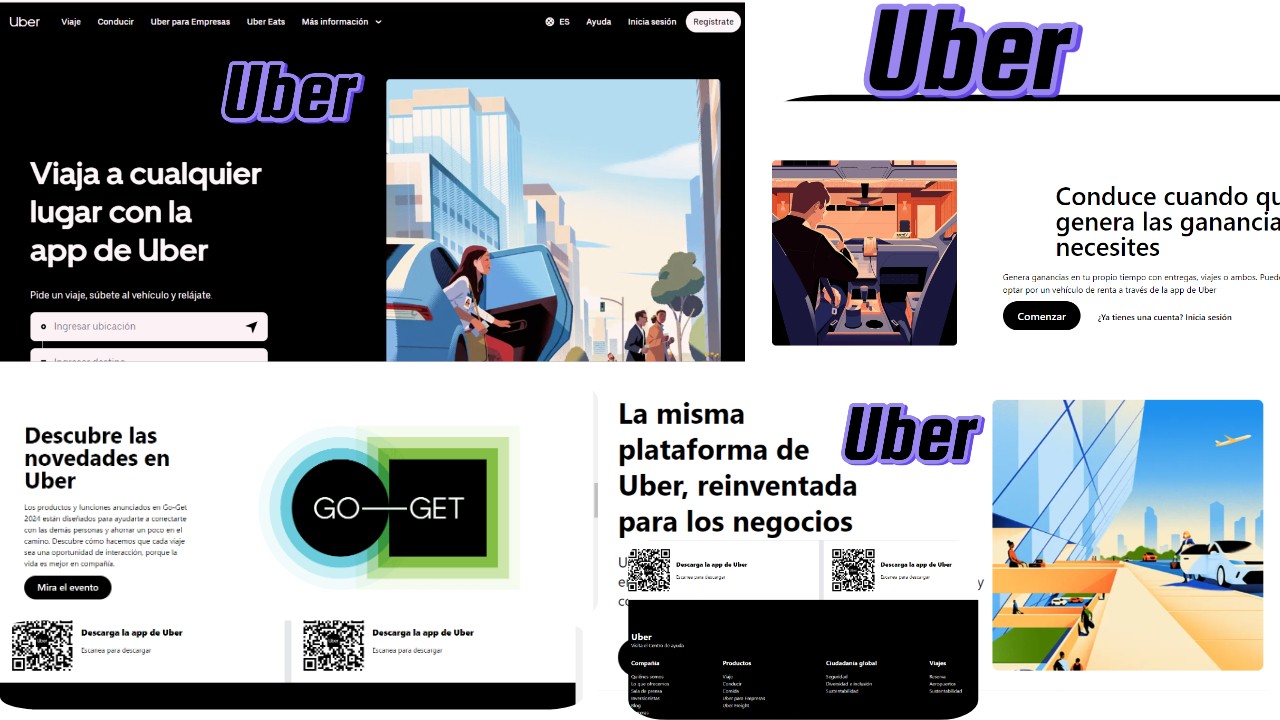 Uber
Viaje
Conducir
Uber para Empresas
Uber Eats
Más información
ES
Ayuda
Inicia sesión
Regístrate
Uber
Viaja a cualquier
lugar con la
app de Uber
Pide un viaje, súbete al vehículo y relájate.
Ingresar ubicación
Uber
Conduce cuando
genera las
necesites
Genera ganancias en tu propio tiempo con entregas, viajes o ambos.
optar por un vehículo de renta a través de la app de Uber
Comenzar
¿Ya tienes una cuenta? Inicia sesión
Descubre las
novedades en
Uber
Los productos y funciones anunciados en Go-Get
2024 están diseñados para ayudarte a conectarte
con las demás personas y ahorrar un poco en el
camino. Descubre cómo hacemos que cada viaje
sea una oportunidad de interacción, porque la
vida es mejor en compañía.
Mira el evento
GO—GET
Descarga la app de Uber
Escanea para descargar
Descarga la app de Uber
Escanea para descargar
La misma
plataforma de
Uber, reinventada
para los negocios
Uber
Descarga la app de Uber
Escanea para descargar
Descarga la app de Uber
Escanea para descargar
y
Uber
Visita el Centro de ayuda
Compañía
Quiénes somos
Lo que ofrecemos
Sala de prensa
Inversionistas
Blog
Productos
Viaje
Conducir
Comida
Uber para Empresas
Uber Freight
Ciudadanía global
Seguridad
Diversidad e Inclusión
Sustentabilidad
Viajes
Reserva
Aeropuertos
Sustentabilidad